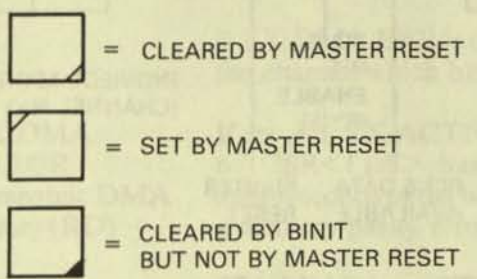 = CLEARED BY MASTER RESET
= SET BY MASTER RESET
= CLEARED BY BINIT
BUT NOT BY MASTER RESET